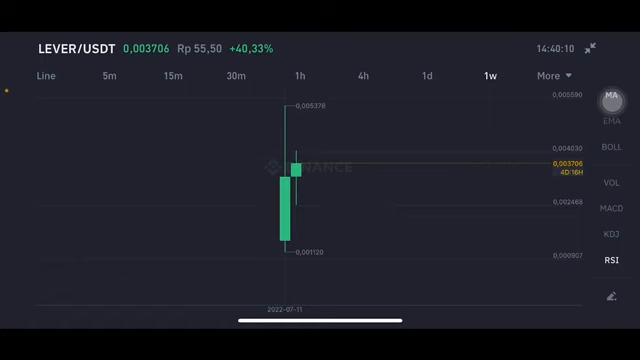 LEVER/USDT 0,003706 Rp 55,50 +40,33% 14:40:10
Line 5m 15m 30m 1h 4h 1d 1w More
MA
EMA
BOLL
VOL
MACD
KDJ
RSI
0,005590
0,005378
0,004030
0,003706
4D:16H
BINANCE
0,002468
0,001120
0,000907
2022-07-11